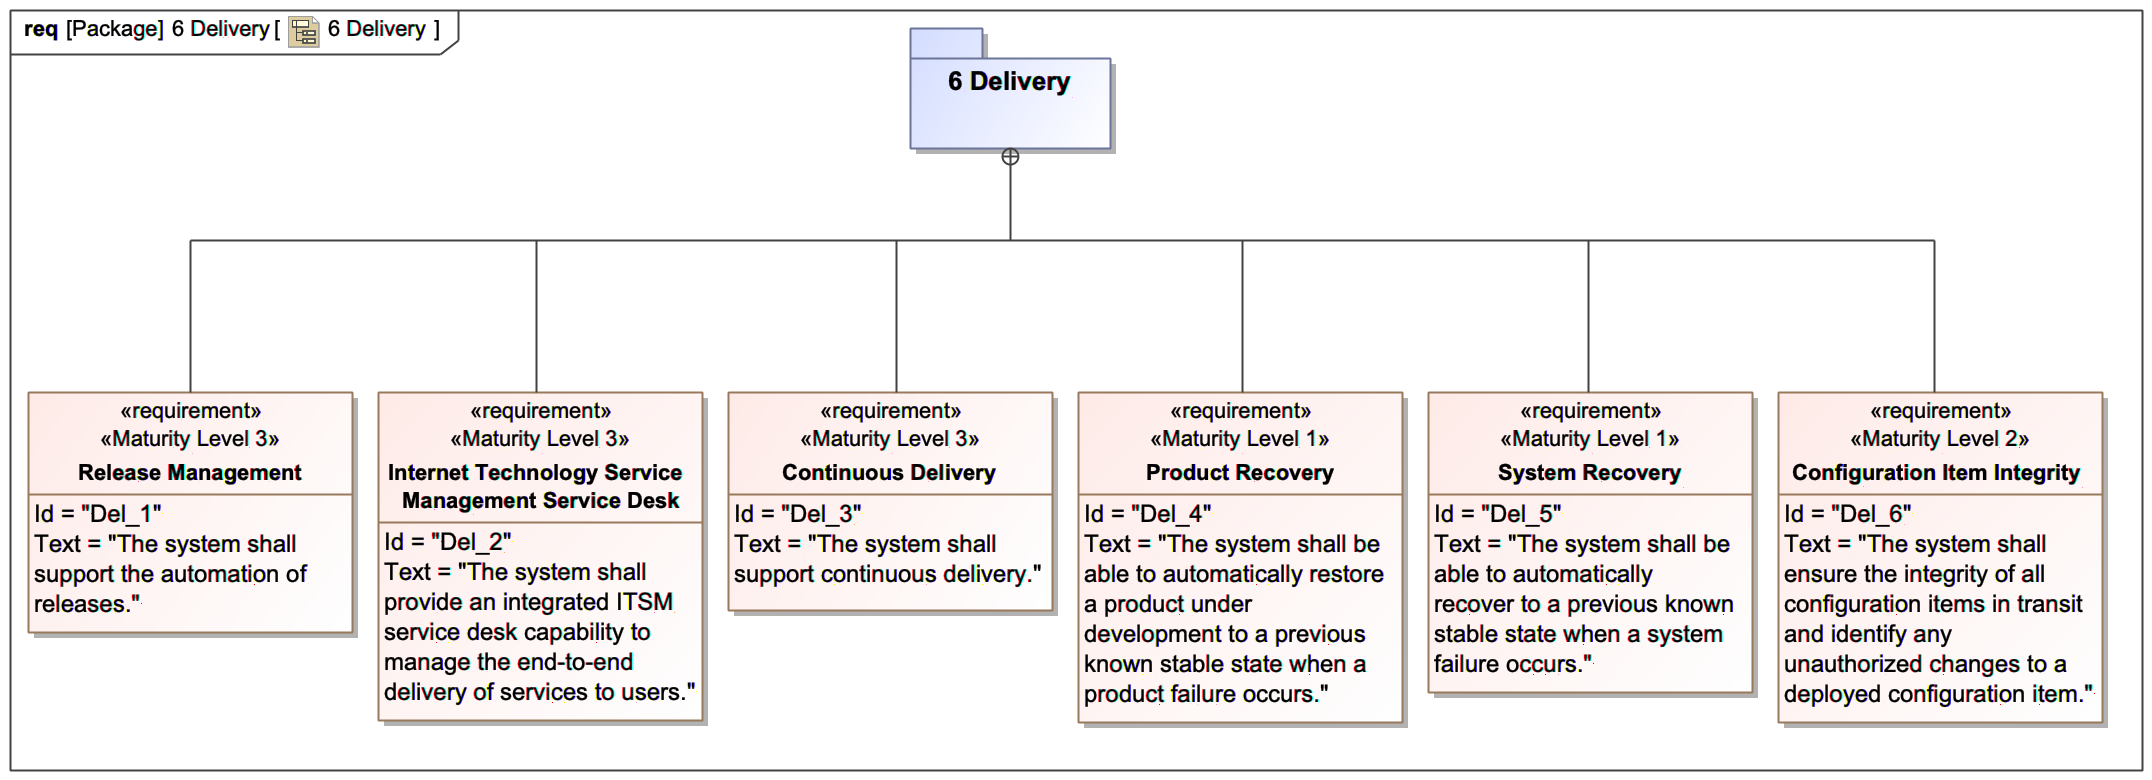 req [Package] 6 Delivery [ 6 Delivery ]
6 Delivery
«requirement»
«Maturity Level 3»
Release Management
Id = "Del_1"
Text = "The system shall
support the automation of
releases."
«requirement»
«Maturity Level 3»
Internet Technology Service
Management Service Desk
Id = "Del_2"
Text = "The system shall
provide an integrated ITSM
service desk capability to
manage the end-to-end
delivery of services to users."
«requirement»
«Maturity Level 3»
Continuous Delivery
Id = "Del_3"
Text = "The system shall
support continuous delivery."
«requirement»
«Maturity Level 1»
Product Recovery
Id = "Del_4"
Text = "The system shall be
able to automatically restore
a product under
development to a previous
known stable state when a
product failure occurs."
«requirement»
«Maturity Level 1»
System Recovery
Id = "Del_5"
Text = "The system shall be
able to automatically
recover to a previous known
stable state when a system
failure occurs."
«requirement»
«Maturity Level 2»
Configuration Item Integrity
Id = "Del_6"
Text = "The system shall
ensure the integrity of all
configuration items in transit
and identify any
unauthorized changes to a
deployed configuration item."